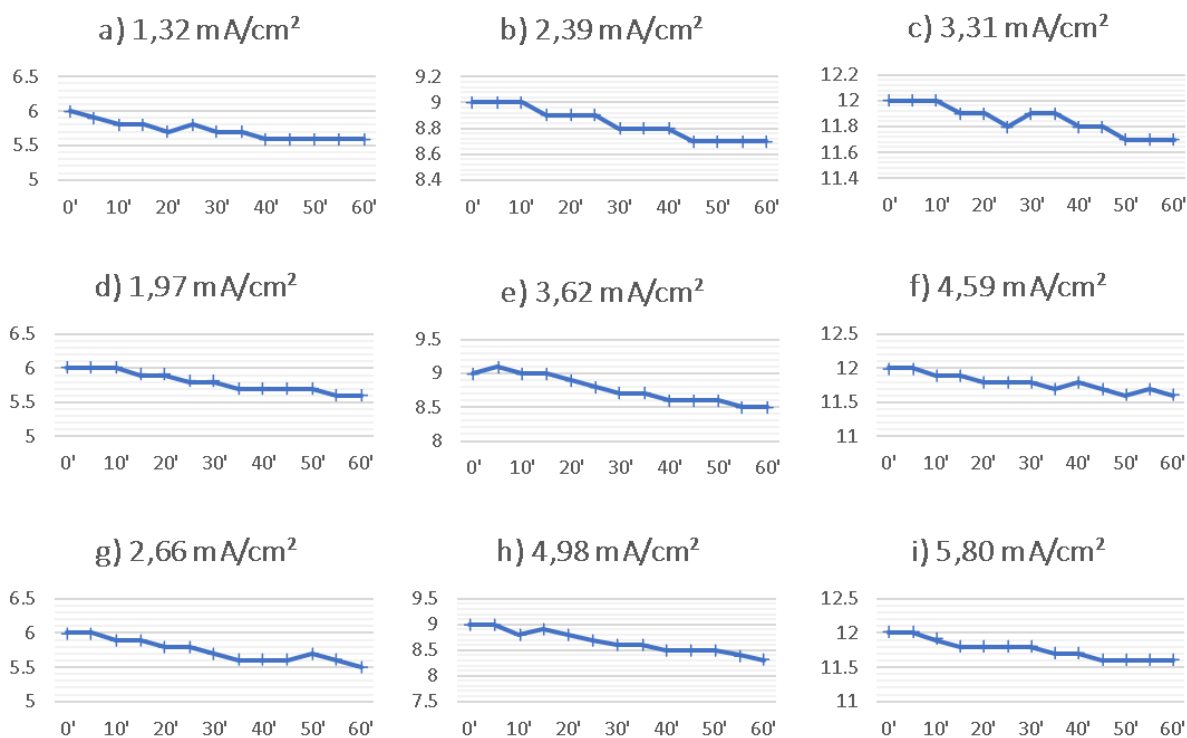 a) 1,32 mA/cm²
6.5
6
5.5
5
0' 10' 20' 30' 40' 50' 60'
b) 2,39 mA/cm²
9.2
9
8.8
8.6
8.4
0' 10' 20' 30' 40' 50' 60'
c) 3,31 mA/cm²
12.2
12
11.8
11.6
11.4
0' 10' 20' 30' 40' 50' 60'
d) 1,97 mA/cm²
6.5
6
5.5
5
0' 10' 20' 30' 40' 50' 60'
e) 3,62 mA/cm²
9.5
9
8.5
8
0' 10' 20' 30' 40' 50' 60'
f) 4,59 mA/cm²
12.5
12
11.5
11
0' 10' 20' 30' 40' 50' 60'
g) 2,66 mA/cm²
6.5
6
5.5
5
0' 10' 20' 30' 40' 50' 60'
h) 4,98 mA/cm²
9.5
9
8.5
8
7.5
0' 10' 20' 30' 40' 50' 60'
i) 5,80 mA/cm²
12.5
12
11.5
11
0' 10' 20' 30' 40' 50' 60'